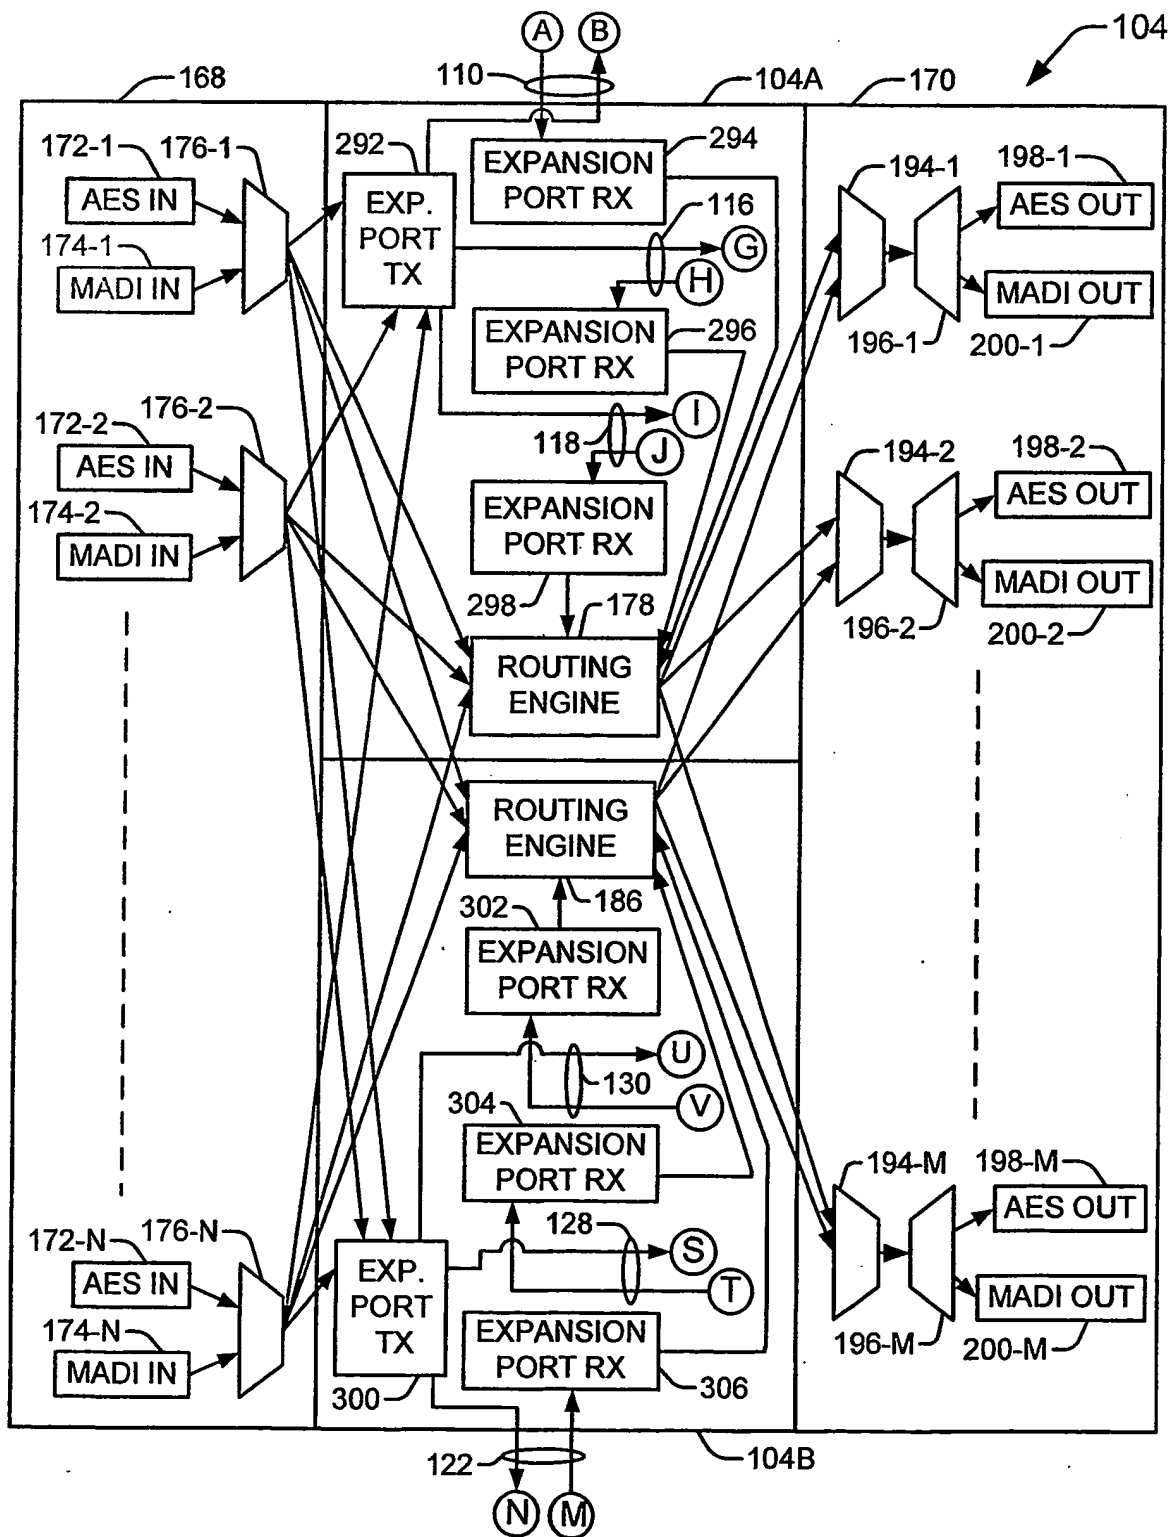 A
B
104
168
110
104A
170
172-1
176-1
292
294
194-1
198-1
AES IN
EXPANSION
PORT RX
AES OUT
EXP.
PORT
TX
116
G
174-1
MADI IN
H
MADI OUT
EXPANSION
PORT RX
296
196-1
200-1
172-2
176-2
I
118
J
194-2
198-2
AES IN
AES OUT
174-2
MADI IN
EXPANSION
PORT RX
MADI OUT
298
178
196-2
200-2
ROUTING
ENGINE
ROUTING
ENGINE
302
186
EXPANSION
PORT RX
U
130
V
304
EXPANSION
PORT RX
194-M
198-M
AES OUT
172-N
176-N
128
S
AES IN
EXP.
PORT
TX
T
MADI OUT
174-N
MADI IN
EXPANSION
PORT RX
196-M
200-M
300
306
122
104B
N
M